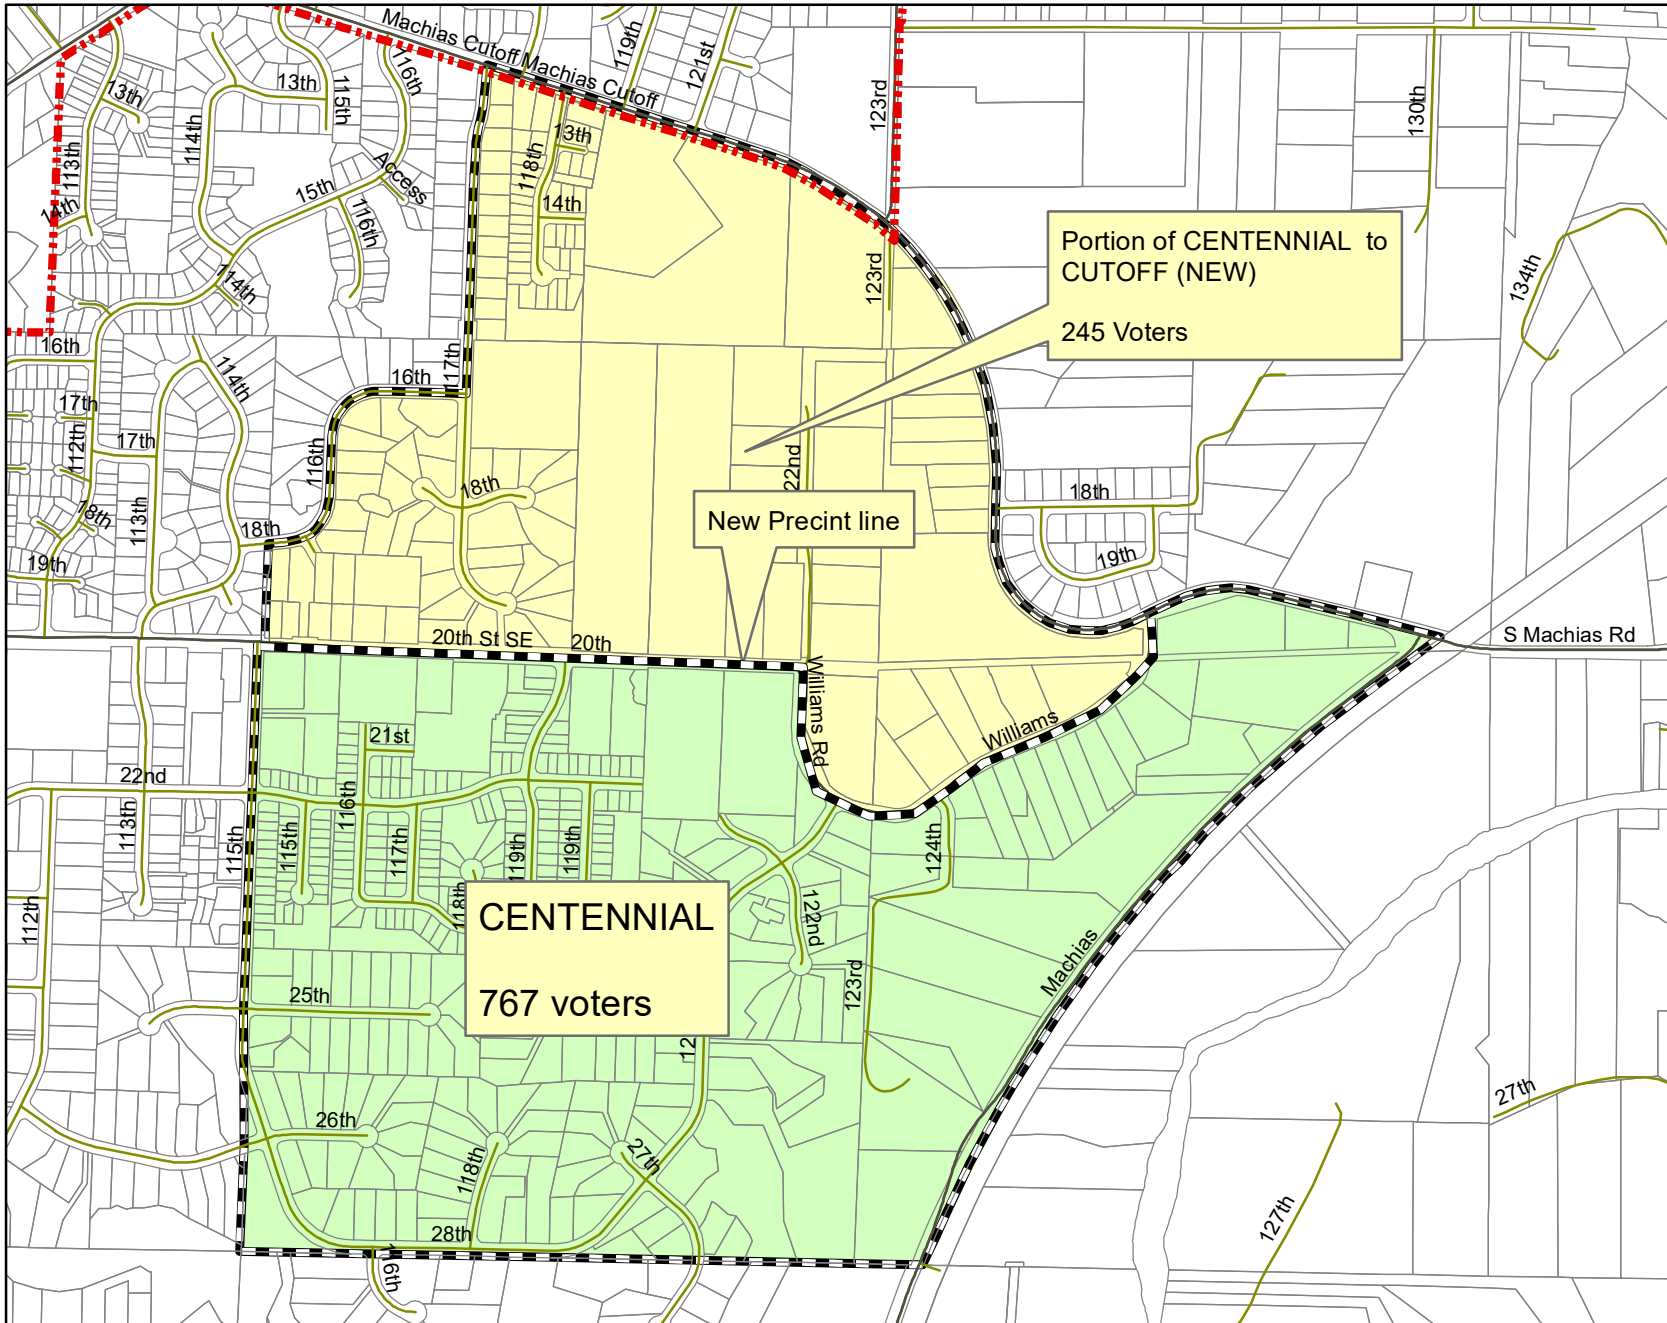 Machias Cutoff
Machias Cutoff
119th
121st
116th
13th
115th
13th
123rd
130th
114th
113th
13th
118th
Access
15th
14th
14th
116th
Portion of CENTENNIAL to
CUTOFF (NEW)
245 Voters
123rd
134th
114th
16th
117th
16th
114th
17th
112th
17th
116th
22nd
18th
18th
New Precint line
18th
113th
18th
19th
19th
20th St SE
20th
S Machias Rd
Williams Rd
Williams
21st
22nd
116th
113th
115th
115th
117th
119th
119th
124th
118th
CENTENNIAL
767 voters
112th
122nd
Machias
123rd
25th
12
27th
26th
118th
27th
127th
28th
116th